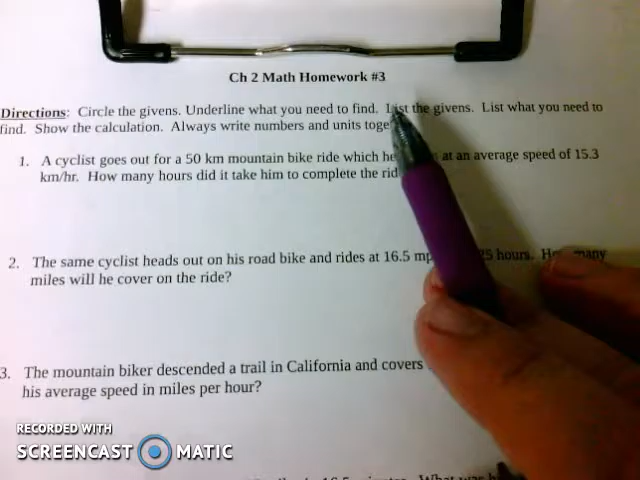 Ch 2 Math Homework #3
Directions: Circle the givens. Underline what you need to find. List the givens. List what you need to
find. Show the calculation. Always write numbers and units toge
1. A cyclist goes out for a 50 km mountain bike ride which he at an average speed of 15.3
km/hr. How many hours did it take him to complete the rid
2. The same cyclist heads out on his road bike and rides at 16.5 mp 25 hours. How many
miles will he cover on the ride?
3. The mountain biker descended a trail in California and covers
his average speed in miles per hour?
RECORDED WITH
SCREENCAST MATIC